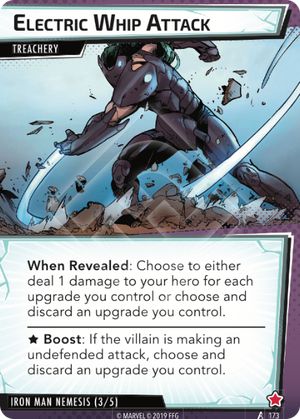 ELECTRIC WHIP ATTACK
TREACHERY
When Revealed: Choose to either
deal 1 damage to your hero for each
upgrade you control or choose and
discard an upgrade you control.
★ Boost: If the villain is making an
undefended attack, choose and
discard an upgrade you control.
IRON MAN NEMESIS (3/5)
© MARVEL © 2019 FFG
173